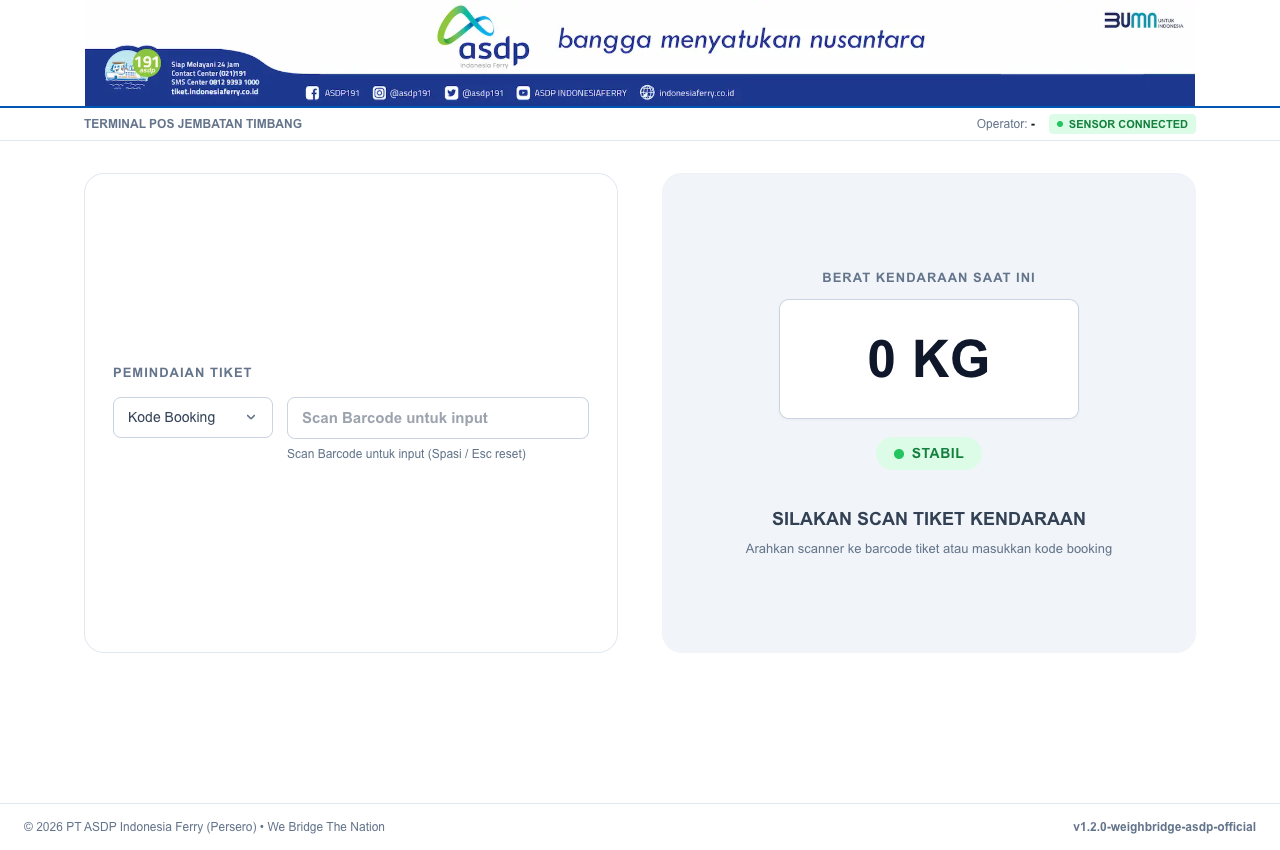 asdp
Indonesia Ferry
bangga menyatukan nusantara
BUMN UNTUK INDONESIA
191
asdp
Siap Melayani 24 Jam
Contact Center (021)191
SMS Center 0812 9393 1000
tiket.indonesiaferry.co.id
ASDP191
@asdp191
@asdp191
ASDP INDONESIAFERRY
indonesiaferry.co.id
TERMINAL POS JEMBATAN TIMBANG
Operator: -
SENSOR CONNECTED
PEMINDAIAN TIKET
Kode Booking
Scan Barcode untuk input
Scan Barcode untuk input (Spasi / Esc reset)
BERAT KENDARAAN SAAT INI
0 KG
STABIL
SILAKAN SCAN TIKET KENDARAAN
Arahkan scanner ke barcode tiket atau masukkan kode booking
© 2026 PT ASDP Indonesia Ferry (Persero) • We Bridge The Nation
v1.2.0-weighbridge-asdp-official